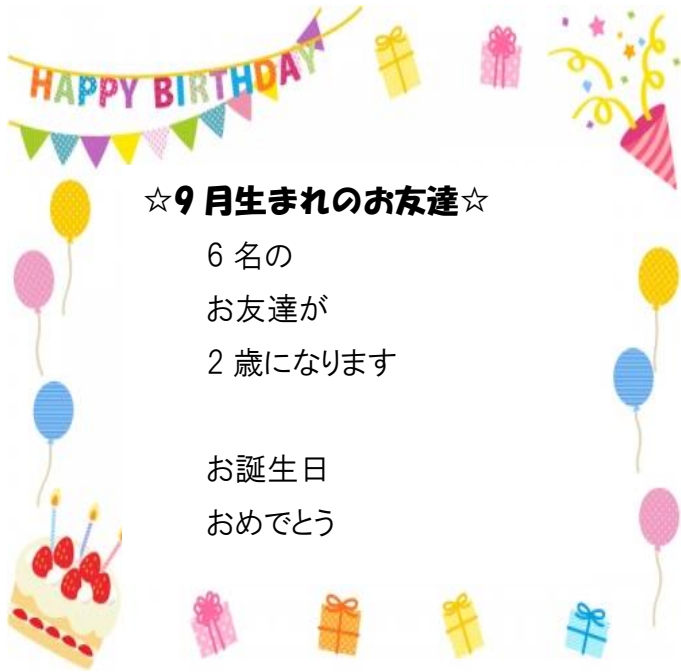 HAPPY BIRTHDAY
☆9月生まれのお友達☆
6名の
お友達が
2歳になります
お誕生日
おめでとう